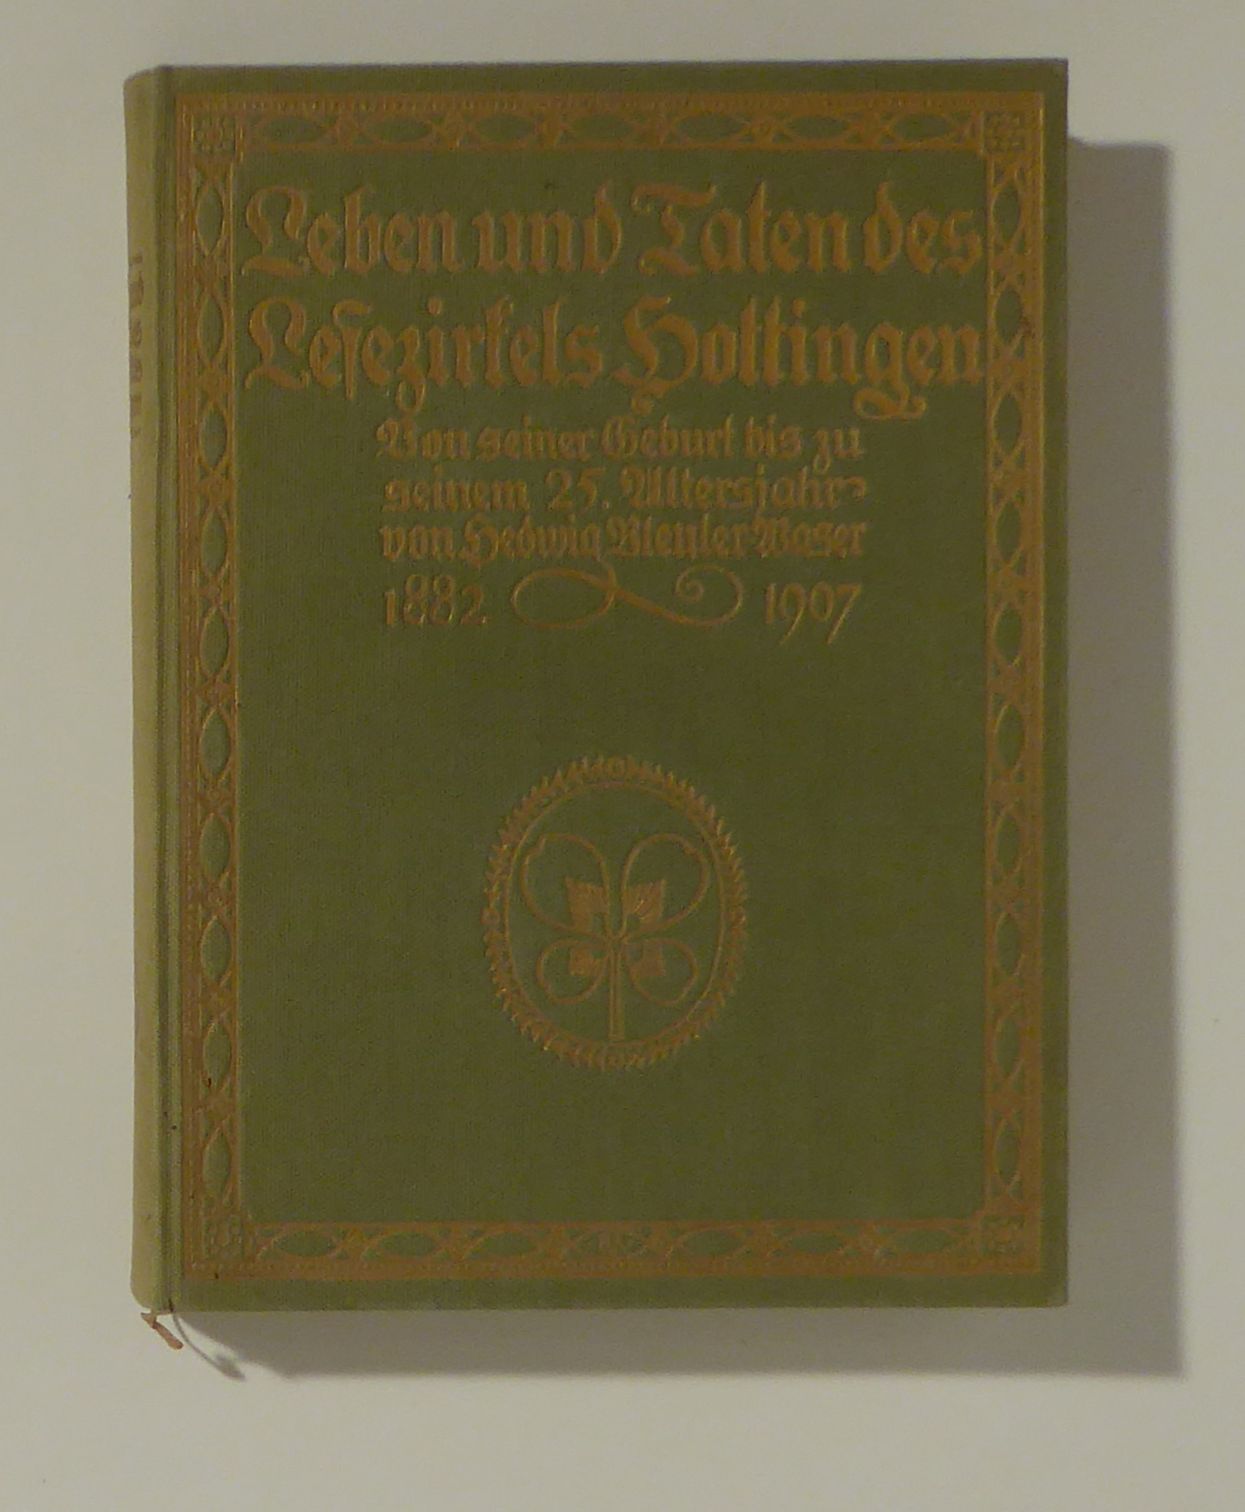 Leben und Taten des
Lesezirkels Hottingen
Von seiner Geburt bis zu
seinem 25. Altersjahr
von Hedwig Bleuler-Waser
1882 1907